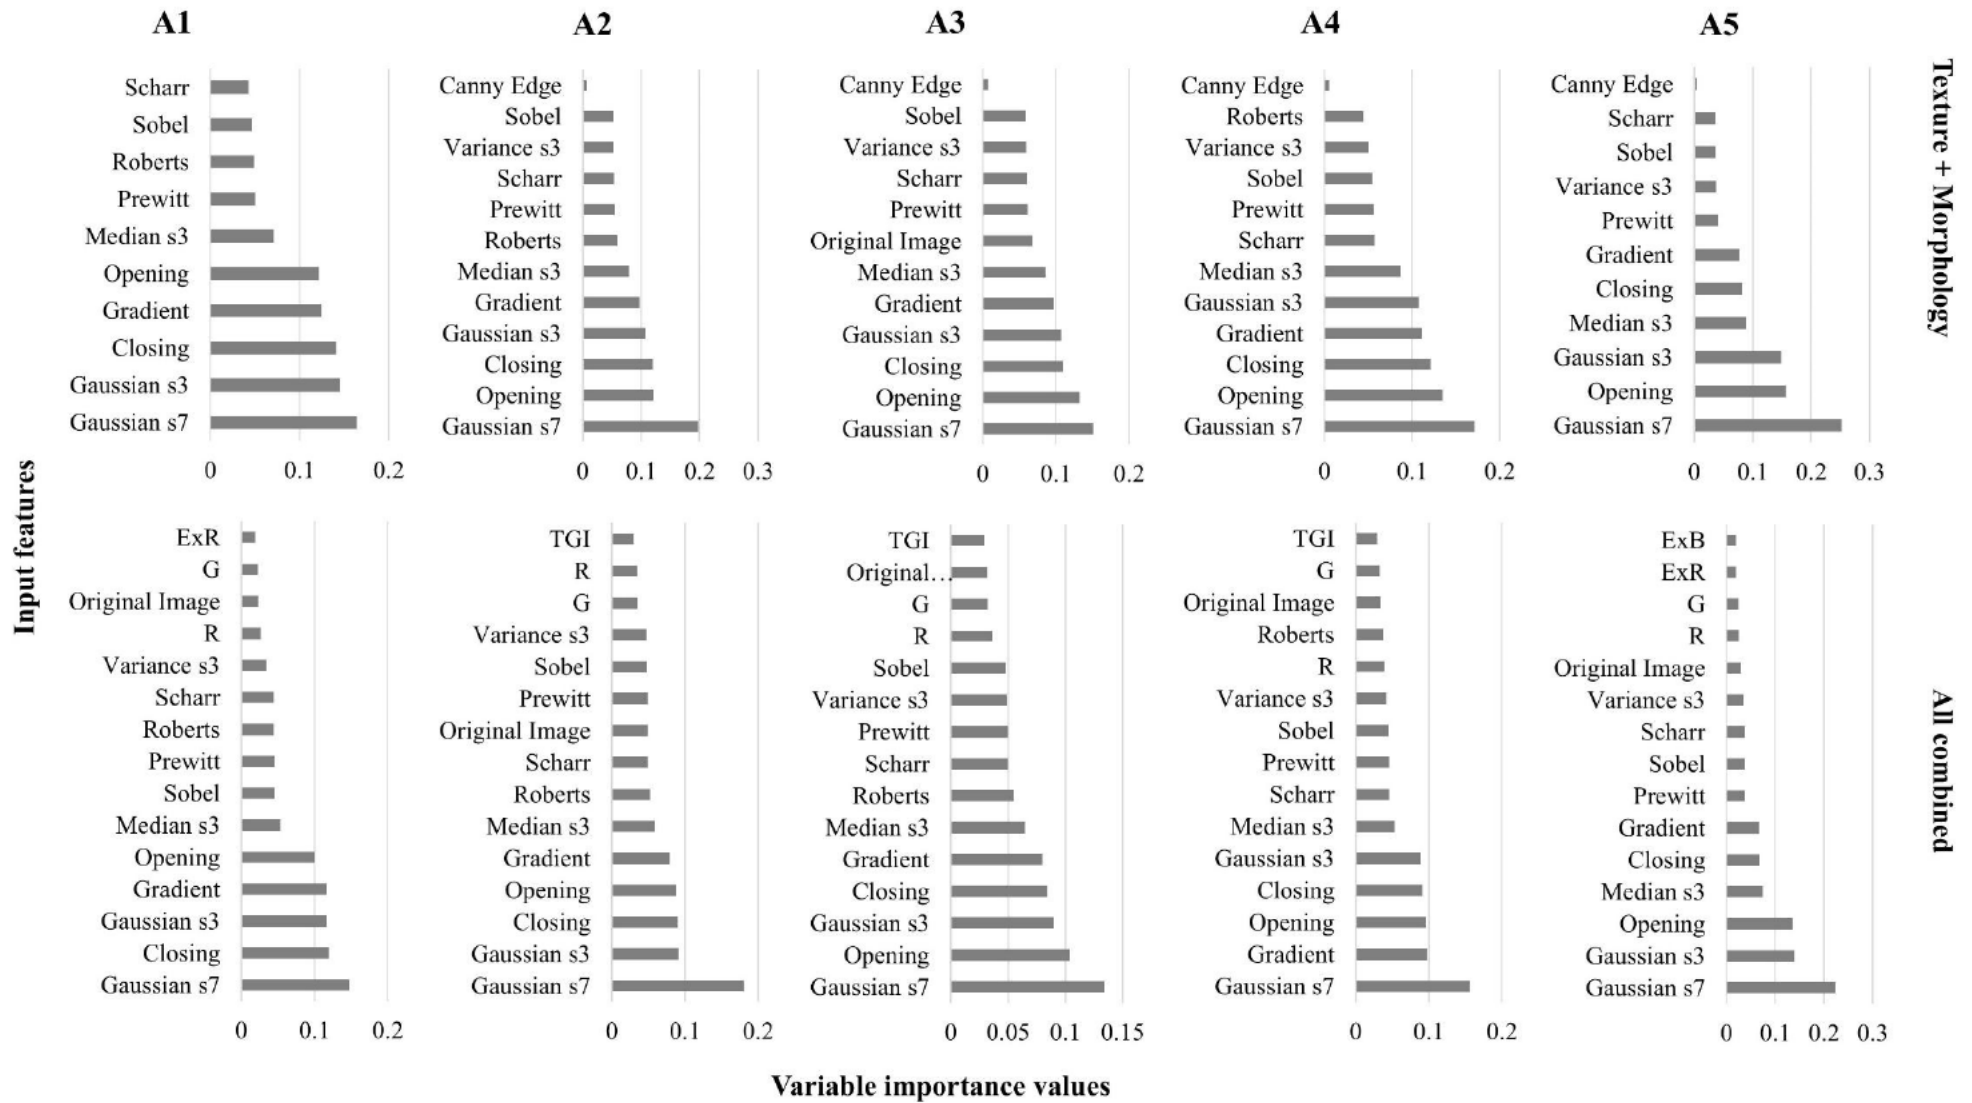 A1
A2
A3
A4
A5
Scharr
Sobel
Roberts
Prewitt
Median s3
Opening
Gradient
Closing
Gaussian s3
Gaussian s7
0 0.1 0.2
Canny Edge
Sobel
Variance s3
Scharr
Prewitt
Roberts
Median s3
Gradient
Gaussian s3
Closing
Opening
Gaussian s7
0 0.1 0.2 0.3
Canny Edge
Sobel
Variance s3
Scharr
Prewitt
Original Image
Median s3
Gradient
Gaussian s3
Closing
Opening
Gaussian s7
0 0.1 0.2
Canny Edge
Roberts
Variance s3
Sobel
Prewitt
Scharr
Median s3
Gaussian s3
Gradient
Closing
Opening
Gaussian s7
0 0.1 0.2
Canny Edge
Scharr
Sobel
Variance s3
Prewitt
Gradient
Closing
Median s3
Gaussian s3
Opening
Gaussian s7
0 0.1 0.2 0.3
Texture + Morphology
Input features
ExR
G
Original Image
R
Variance s3
Scharr
Roberts
Prewitt
Sobel
Median s3
Opening
Gradient
Gaussian s3
Closing
Gaussian s7
0 0.1 0.2
TGI
R
G
Variance s3
Sobel
Prewitt
Original Image
Scharr
Roberts
Median s3
Gradient
Opening
Closing
Gaussian s3
Gaussian s7
0 0.1 0.2
TGI
Original…
G
R
Sobel
Variance s3
Prewitt
Scharr
Roberts
Median s3
Gradient
Closing
Gaussian s3
Opening
Gaussian s7
0 0.05 0.1 0.15
TGI
G
Original Image
Roberts
R
Variance s3
Sobel
Prewitt
Scharr
Median s3
Gaussian s3
Closing
Opening
Gradient
Gaussian s7
0 0.1 0.2
ExB
ExR
G
R
Original Image
Variance s3
Scharr
Sobel
Prewitt
Gradient
Closing
Median s3
Opening
Gaussian s3
Gaussian s7
0 0.1 0.2 0.3
All combined
Variable importance values